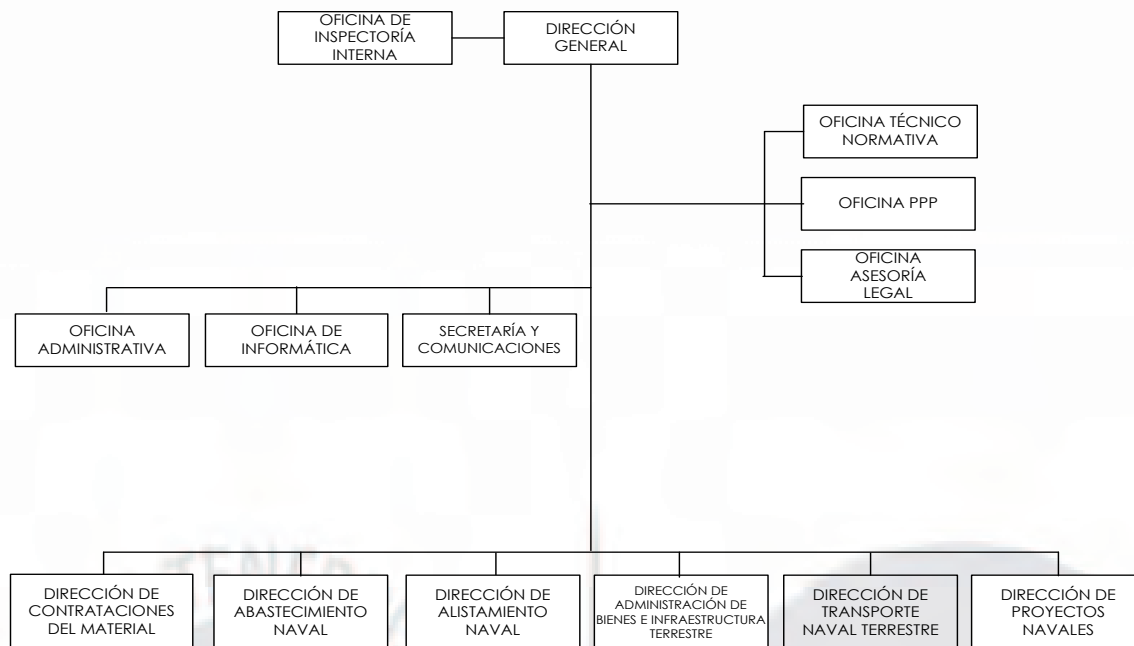 OFICINA DE
INSPECTORÍA
INTERNA
DIRECCIÓN
GENERAL
OFICINA TÉCNICO
NORMATIVA
OFICINA PPP
OFICINA
ASESORÍA
LEGAL
OFICINA
ADMINISTRATIVA
OFICINA DE
INFORMÁTICA
SECRETARÍA Y
COMUNICACIONES
DIRECCIÓN DE
CONTRATACIONES
DEL MATERIAL
DIRECCIÓN DE
ABASTECIMIENTO
NAVAL
DIRECCIÓN DE
ALISTAMIENTO
NAVAL
DIRECCIÓN DE
ADMINISTRACIÓN DE
BIENES E INFRAESTRUCTURA
TERRESTRE
DIRECCIÓN DE
TRANSPORTE
NAVAL TERRESTRE
DIRECCIÓN DE
PROYECTOS
NAVALES